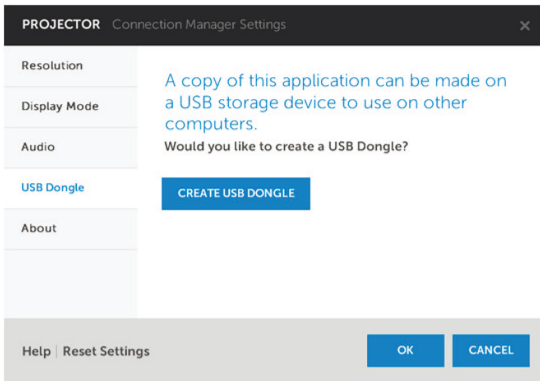 PROJECTOR Connection Manager Settings
Resolution
Display Mode
Audio
USB Dongle
About
A copy of this application can be made on
a USB storage device to use on other
computers.
Would you like to create a USB Dongle?
CREATE USB DONGLE
Help | Reset Settings
OK
CANCEL